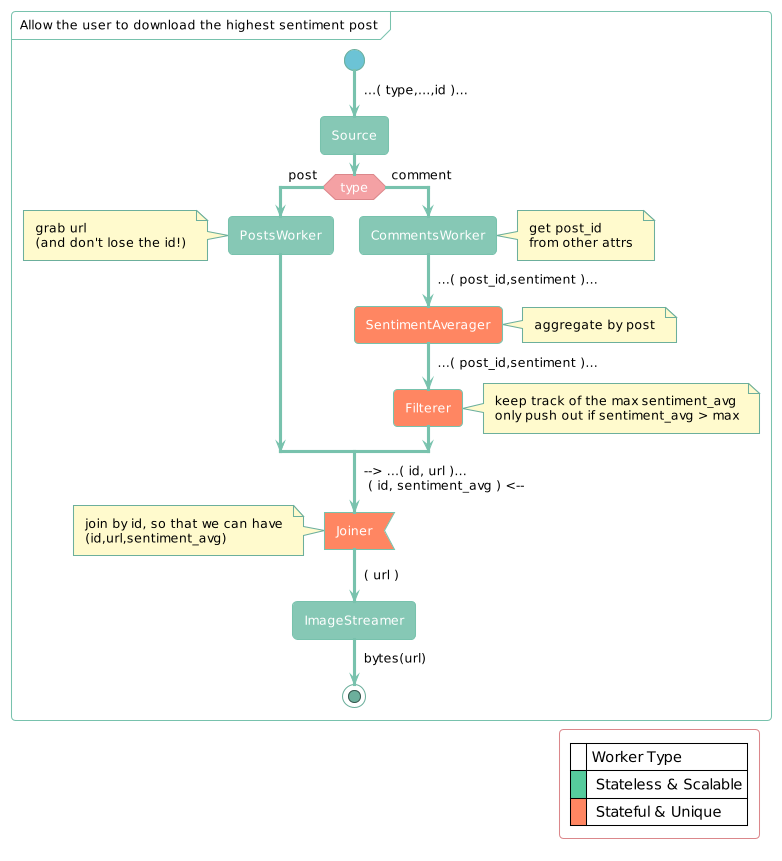 Allow the user to download the highest sentiment post
...( type,...,id )...
Source
post
comment
type
grab url
(and don't lose the id!)
PostsWorker
CommentsWorker
get post_id
from other attrs
...( post_id,sentiment )...
SentimentAverager
aggregate by post
...( post_id,sentiment )...
Filterer
keep track of the max sentiment_avg
only push out if sentiment_avg > max
--> ...( id, url )...
( id, sentiment_avg ) <--
join by id, so that we can have
(id,url,sentiment_avg)
Joiner
( url )
ImageStreamer
bytes(url)
Worker Type
Stateless & Scalable
Stateful & Unique